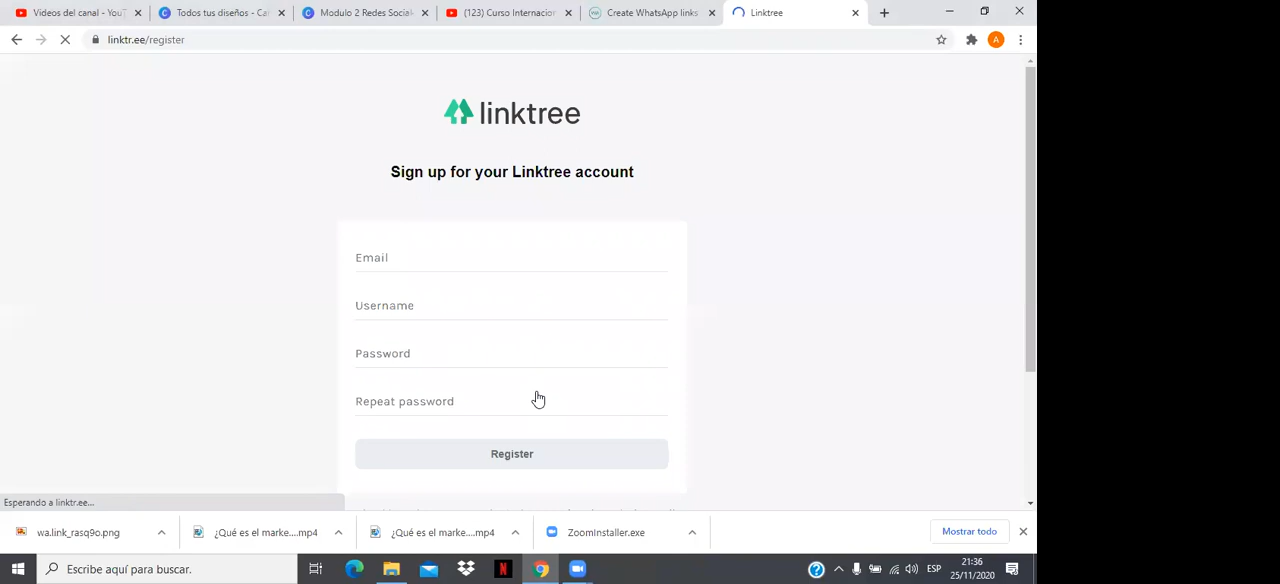 Videos del canal - YouT
Todos tus diseños - Ca
Modulo 2 Redes Social
(123) Curso Internacion
Create WhatsApp links
Linktree
linktr.ee/register
A
linktree
Sign up for your Linktree account
Email
Username
Password
Repeat password
Register
Esperando a linktr.ee...
wa.link_rasq9o.png
¿Qué es el marke....mp4
¿Qué es el marke....mp4
ZoomInstaller.exe
Mostrar todo
Escribe aquí para buscar.
ESP
21:36
25/11/2020